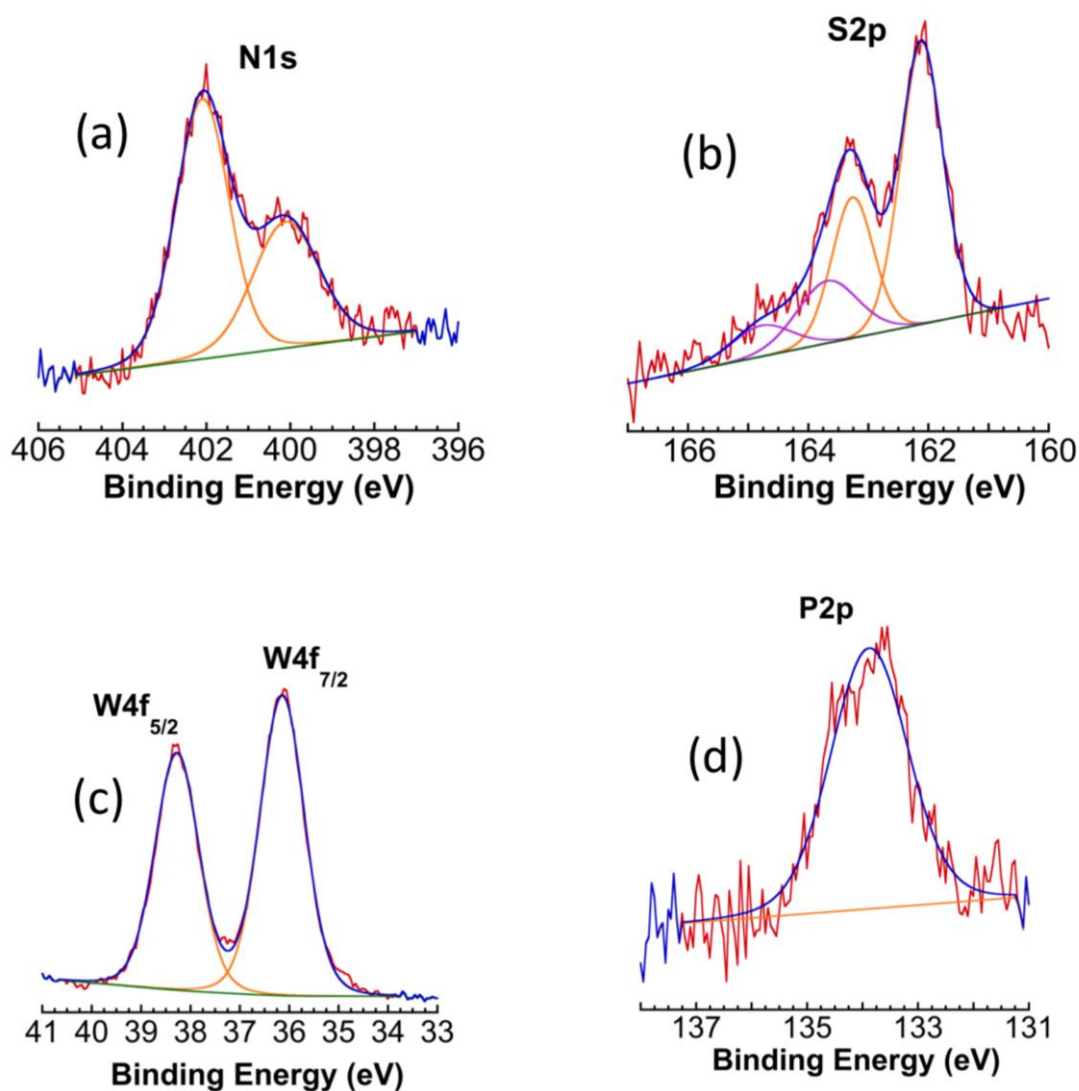 N1s
(a)
406 404 402 400 398 396
Binding Energy (eV)
S2p
(b)
166 164 162 160
Binding Energy (eV)
W4f7/2
W4f5/2
(c)
41 40 39 38 37 36 35 34 33
Binding Energy (eV)
P2p
(d)
137 135 133 131
Binding Energy (eV)